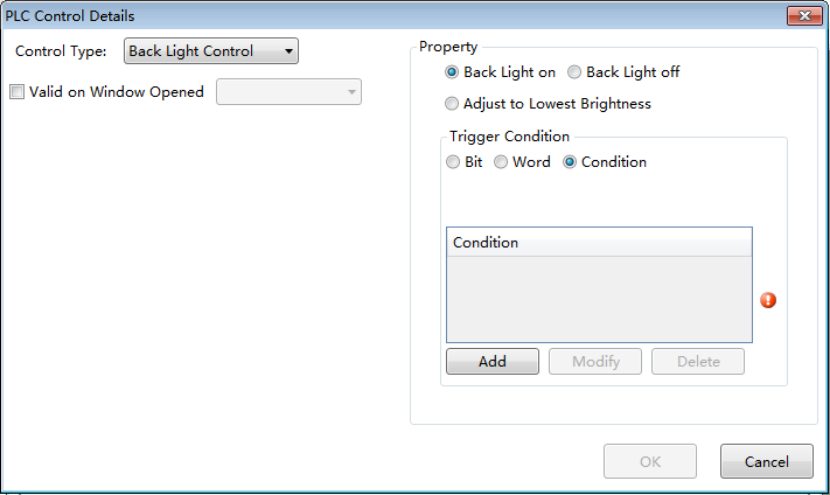 PLC Control Details
Control Type: Back Light Control
Valid on Window Opened
Property
Back Light on Back Light off
Adjust to Lowest Brightness
Trigger Condition
Bit Word Condition
Condition
Add Modify Delete
OK Cancel